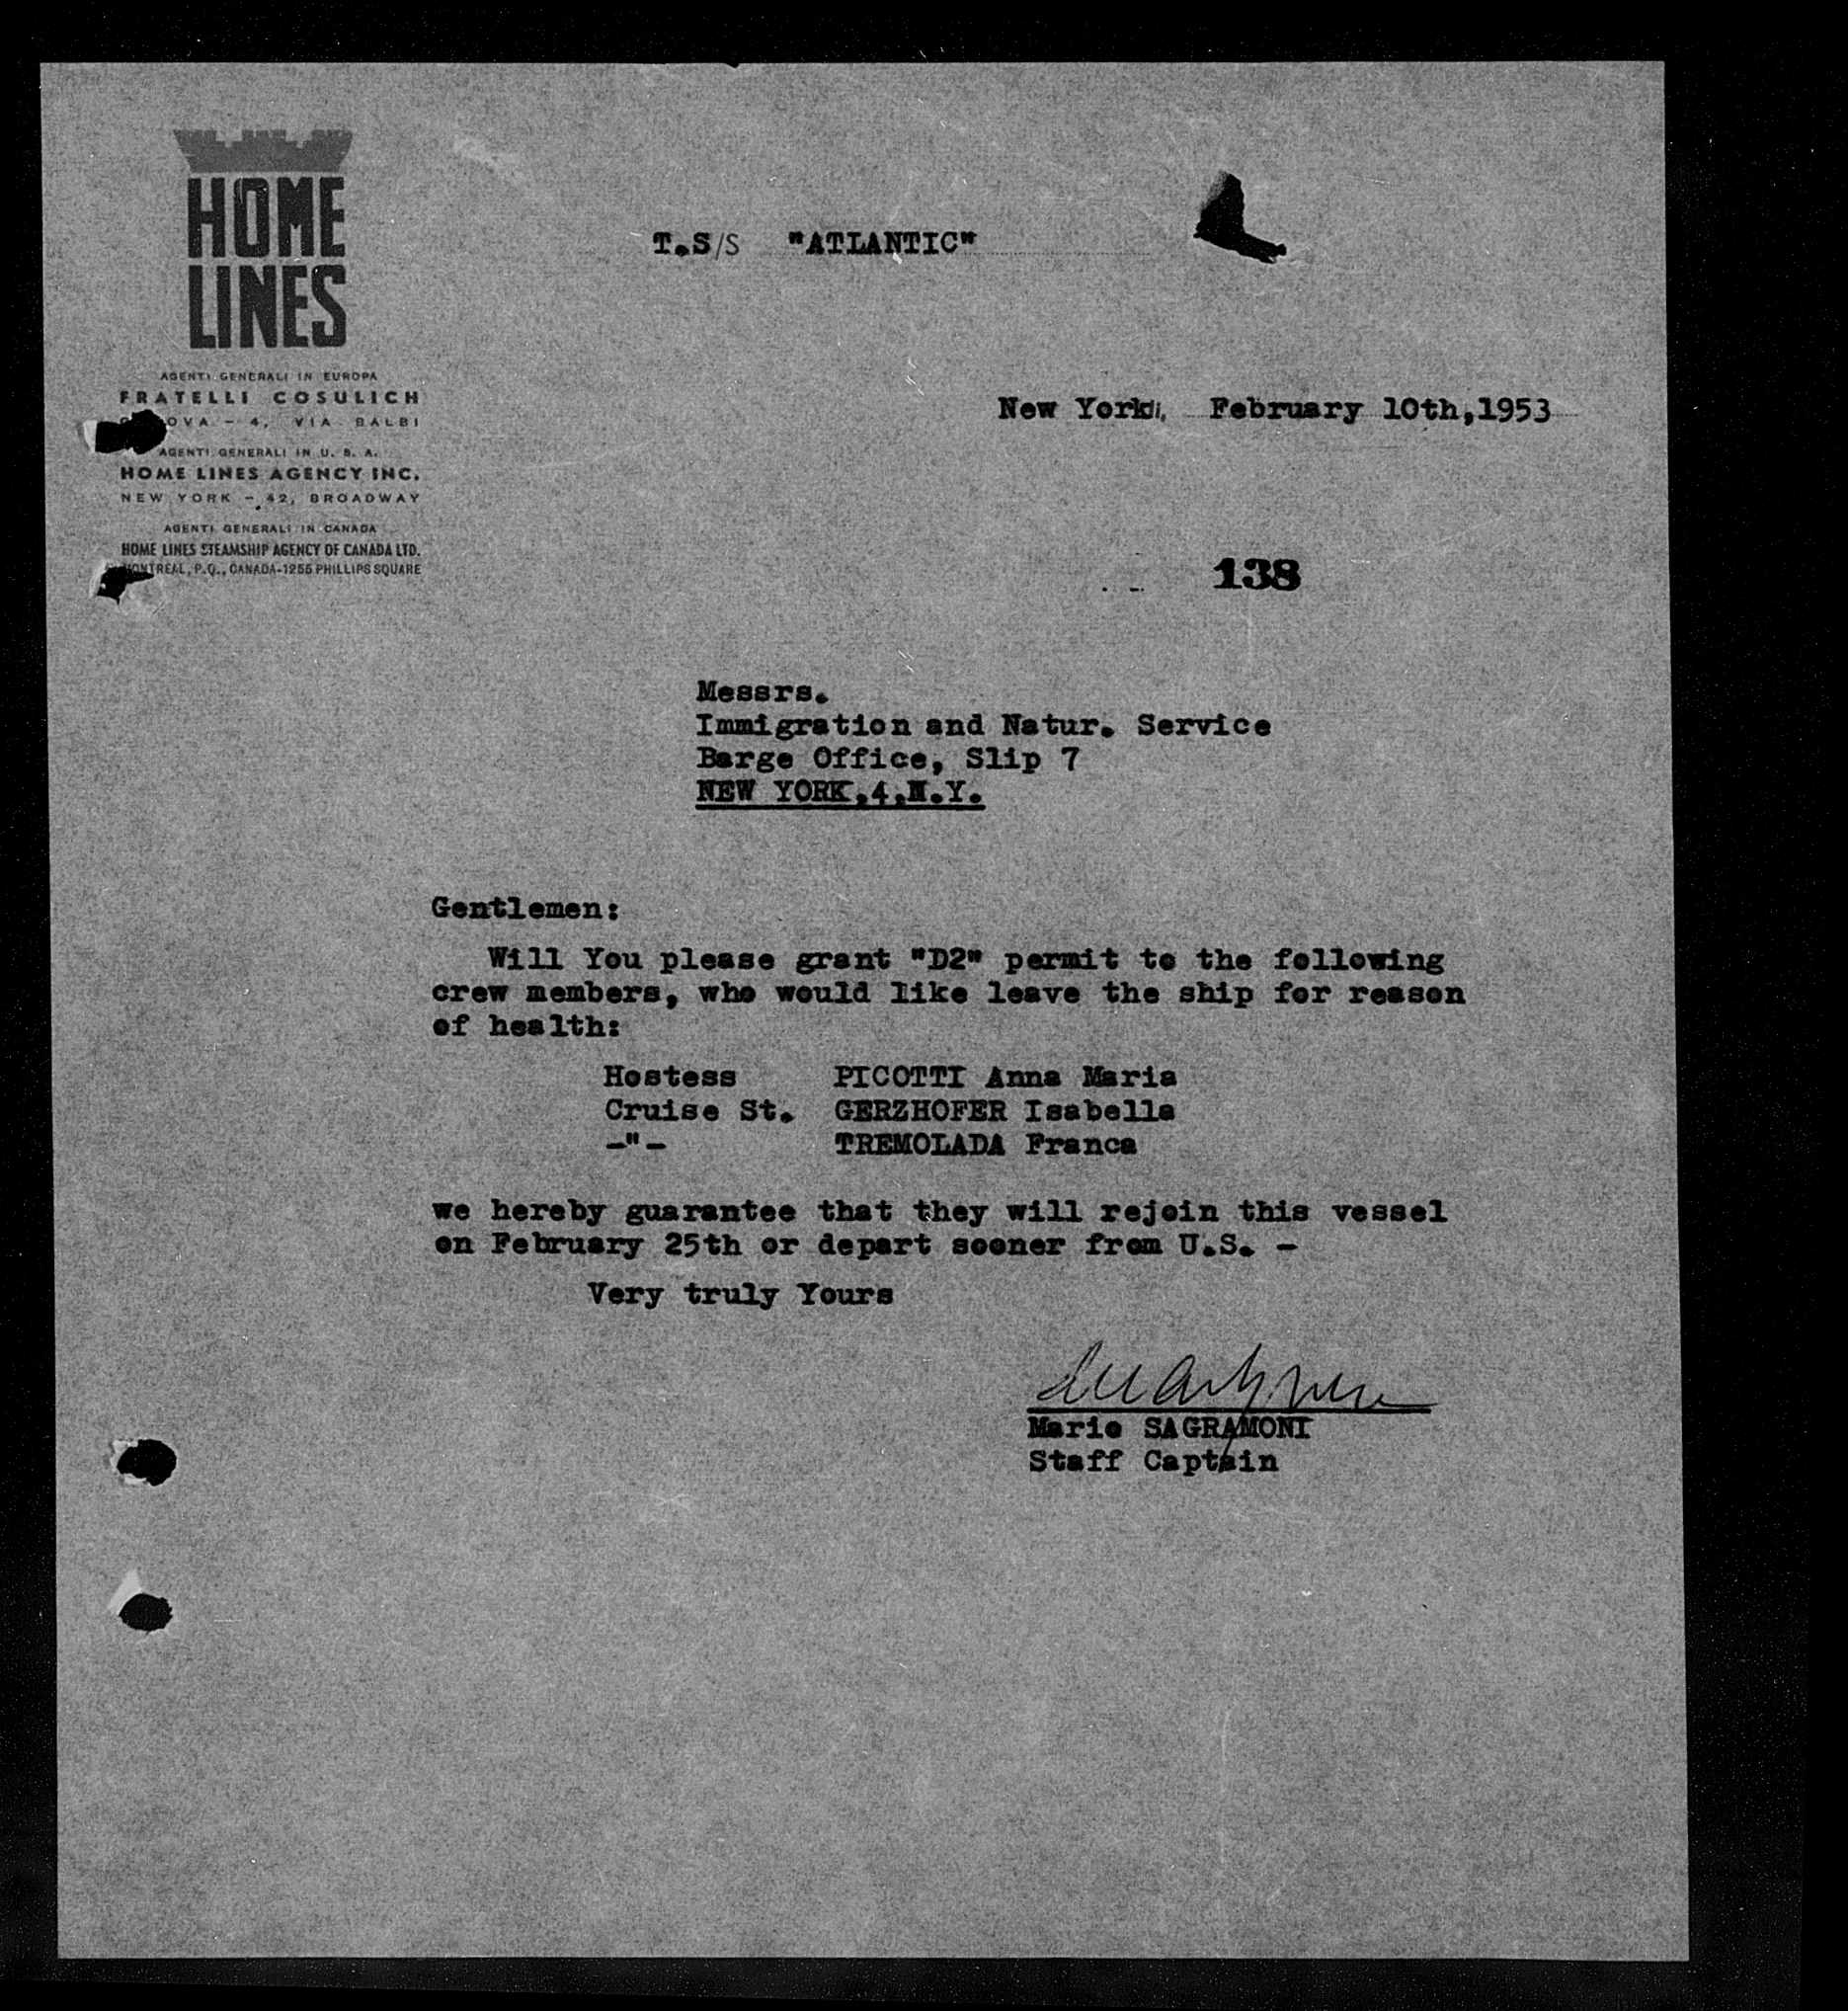 HOME
LINES
AGENTI GENERALI IN EUROPA
FRATELLI COSULICH
OVA - 4, VIA BALBI
AGENTI GENERALI IN U. S. A.
HOME LINES AGENCY INC.
NEW YORK - 42, BROADWAY
AGENTI GENERALI IN CANADA
HOME LINES STEAMSHIP AGENCY OF CANADA LTD.
MONTREAL, P.Q., CANADA-1255 PHILLIPS SQUARE
T.S/S "ATLANTIC"
New York, February 10th,1953
138
Messrs.
Immigration and Natur. Service
Barge Office, Slip 7
NEW YORK,4,N.Y.
Gentlemen:
Will You please grant "D2" permit to the following
crew members, who would like leave the ship for reason
of health:
Hostess PICOTTI Anna Maria
Cruise St. GERZHOFER Isabella
-"- TREMOLADA Franca
we hereby guarantee that they will rejoin this vessel
on February 25th or depart sooner from U.S. -
Very truly Yours
Mario SAGRAMONI
Staff Captain